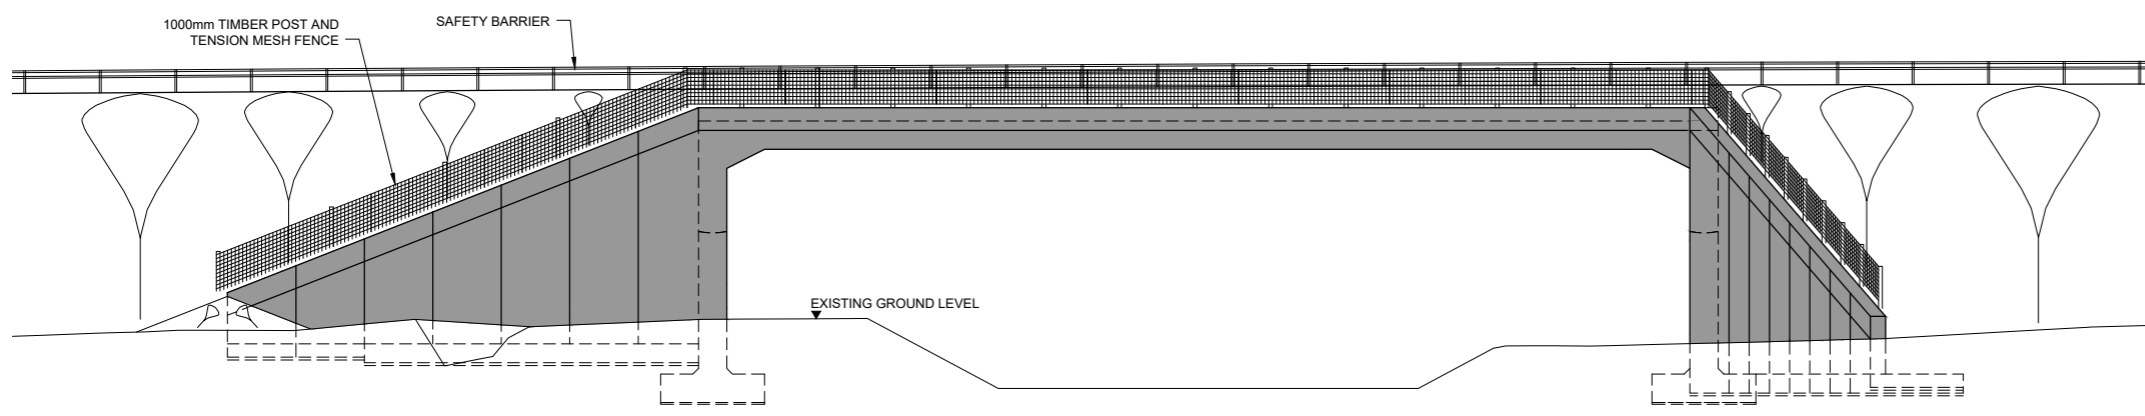 1000mm TIMBER POST AND
TENSION MESH FENCE
SAFETY BARRIER
EXISTING GROUND LEVEL